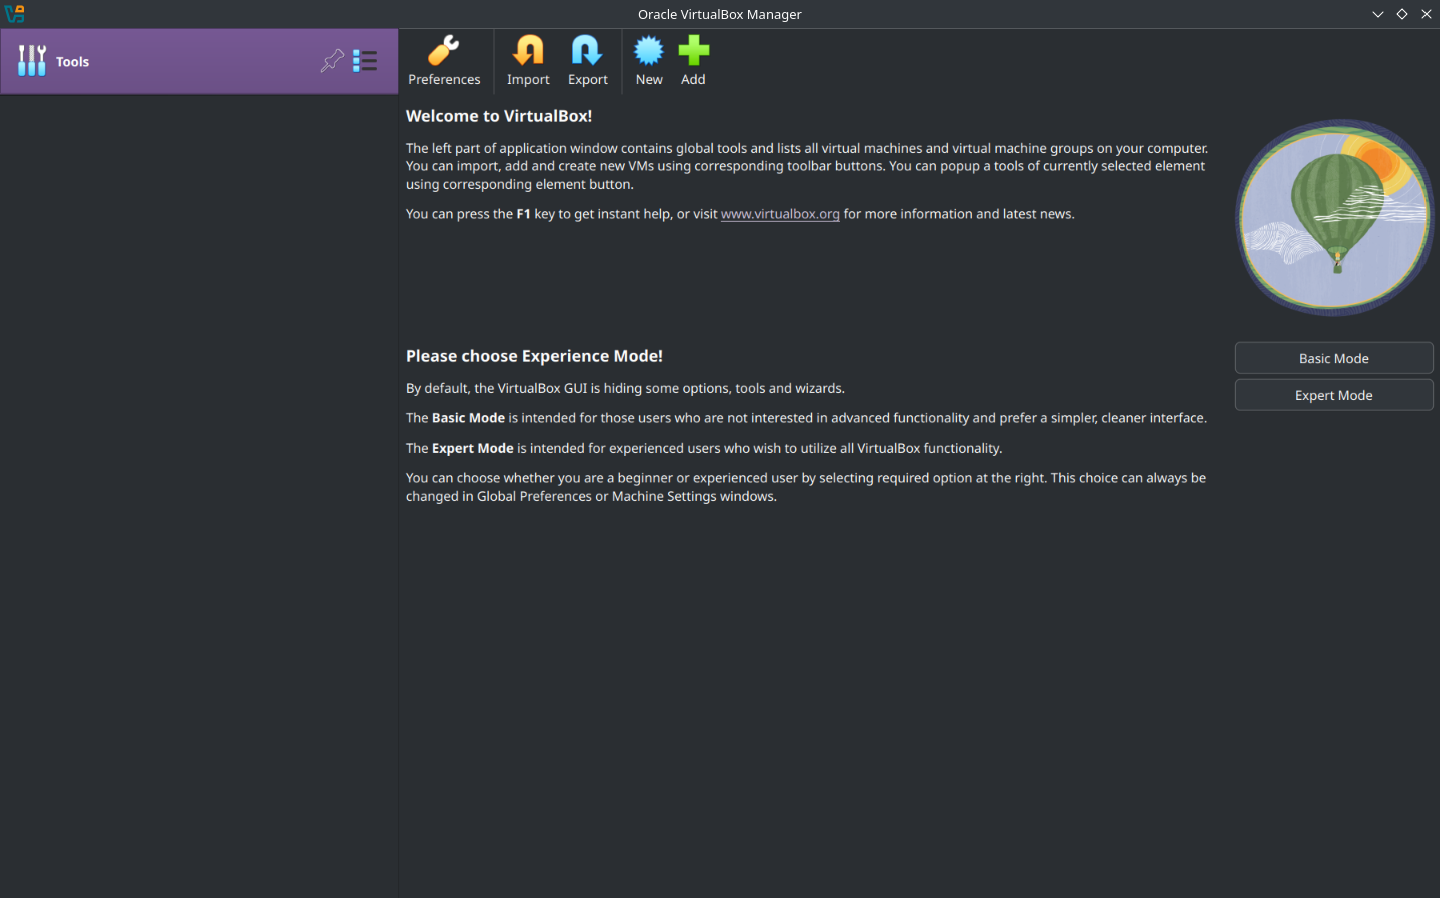 Oracle VirtualBox Manager
Tools
Preferences
Import
Export
New
Add
Welcome to VirtualBox!
The left part of application window contains global tools and lists all virtual machines and virtual machine groups on your computer.
You can import, add and create new VMs using corresponding toolbar buttons. You can popup a tools of currently selected element
using corresponding element button.
You can press the F1 key to get instant help, or visit www.virtualbox.org for more information and latest news.
Please choose Experience Mode!
By default, the VirtualBox GUI is hiding some options, tools and wizards.
The Basic Mode is intended for those users who are not interested in advanced functionality and prefer a simpler, cleaner interface.
The Expert Mode is intended for experienced users who wish to utilize all VirtualBox functionality.
You can choose whether you are a beginner or experienced user by selecting required option at the right. This choice can always be
changed in Global Preferences or Machine Settings windows.
Basic Mode
Expert Mode